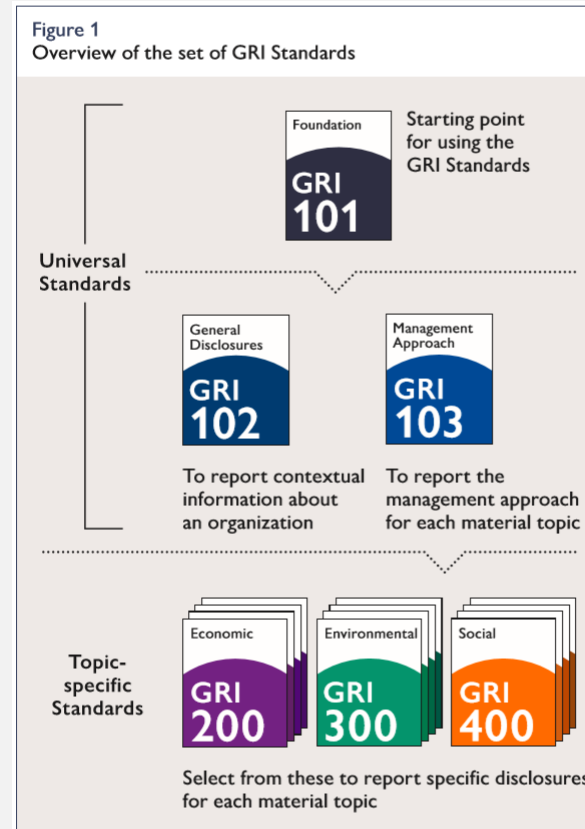 Figure 1
Overview of the set of GRI Standards
Foundation
GRI
101
Starting point
for using the
GRI Standards
Universal
Standards
General
Disclosures
GRI
102
Management
Approach
GRI
103
To report contextual
information about
an organization
To report the
management approach
for each material topic
Topic-
specific
Standards
Economic
GRI
200
Environmental
GRI
300
Social
GRI
400
Select from these to report specific disclosures
for each material topic